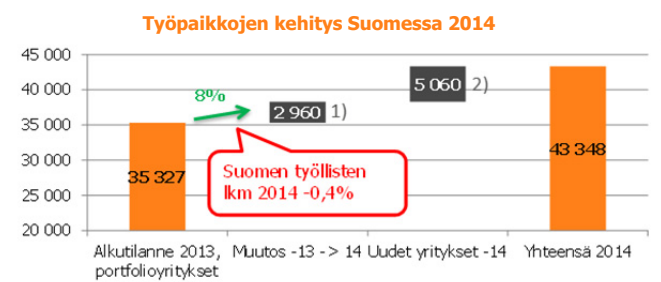 Työpaikkojen kehitys Suomessa 2014
45 000
40 000
35 000
30 000
25 000
20 000
8%
2 960 1)
5 060 2)
35 327
43 348
Suomen työllisten
lkm 2014 -0,4%
Alkutilanne 2013,
portfolioyritykset
Muutos -13 -> 14
Uudet yritykset -14
Yhteensä 2014